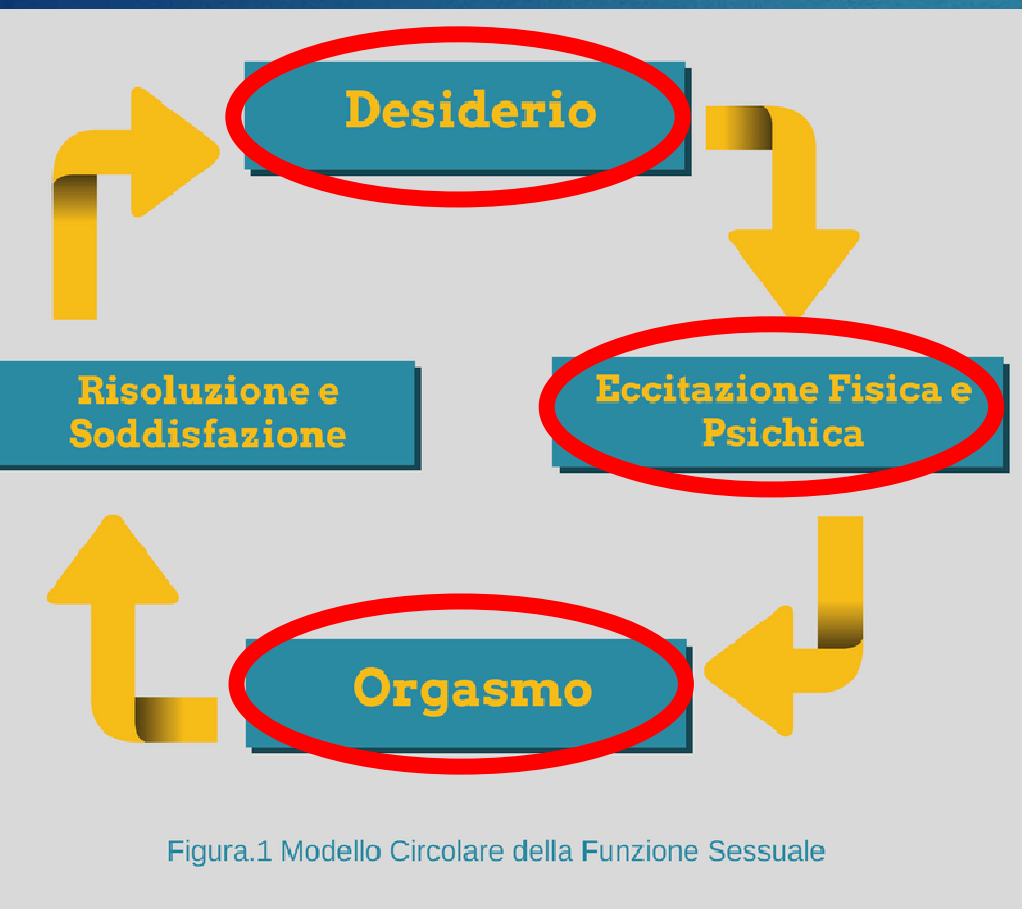 Desiderio
Risoluzione e
Soddisfazione
Eccitazione Fisica e
Psichica
Orgasmo
Figura.1 Modello Circolare della Funzione Sessuale